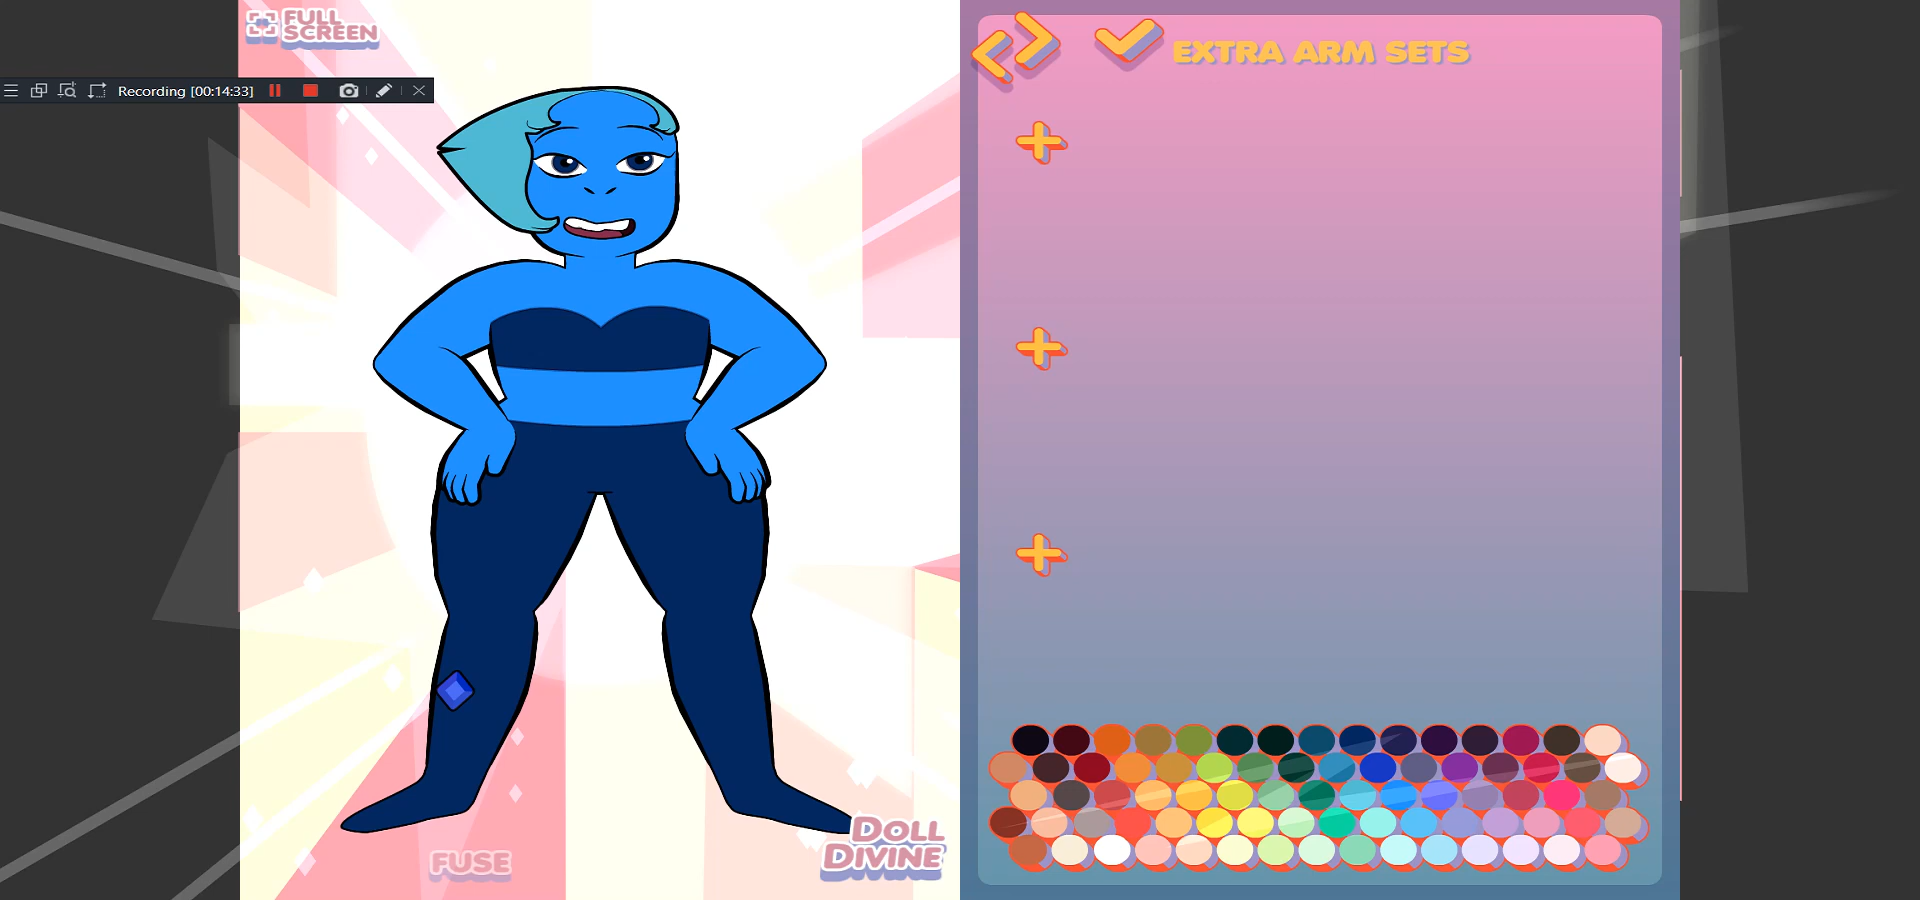 FULL
SCREEN
Recording [00:14:33]
EXTRA ARM SETS
DOLL
DIVINE
FUSE